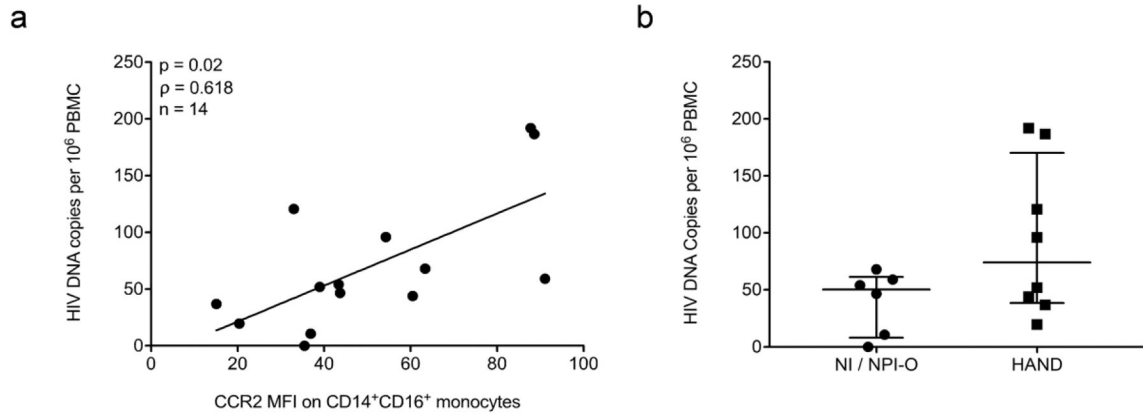 a
b
p = 0.02
ρ = 0.618
n = 14
HIV DNA copies per 10⁶ PBMC
250
200
150
100
50
0
0 20 40 60 80 100
CCR2 MFI on CD14⁺CD16⁺ monocytes
HIV DNA Copies per 10⁶ PBMC
250
200
150
100
50
0
NI / NPI-O HAND